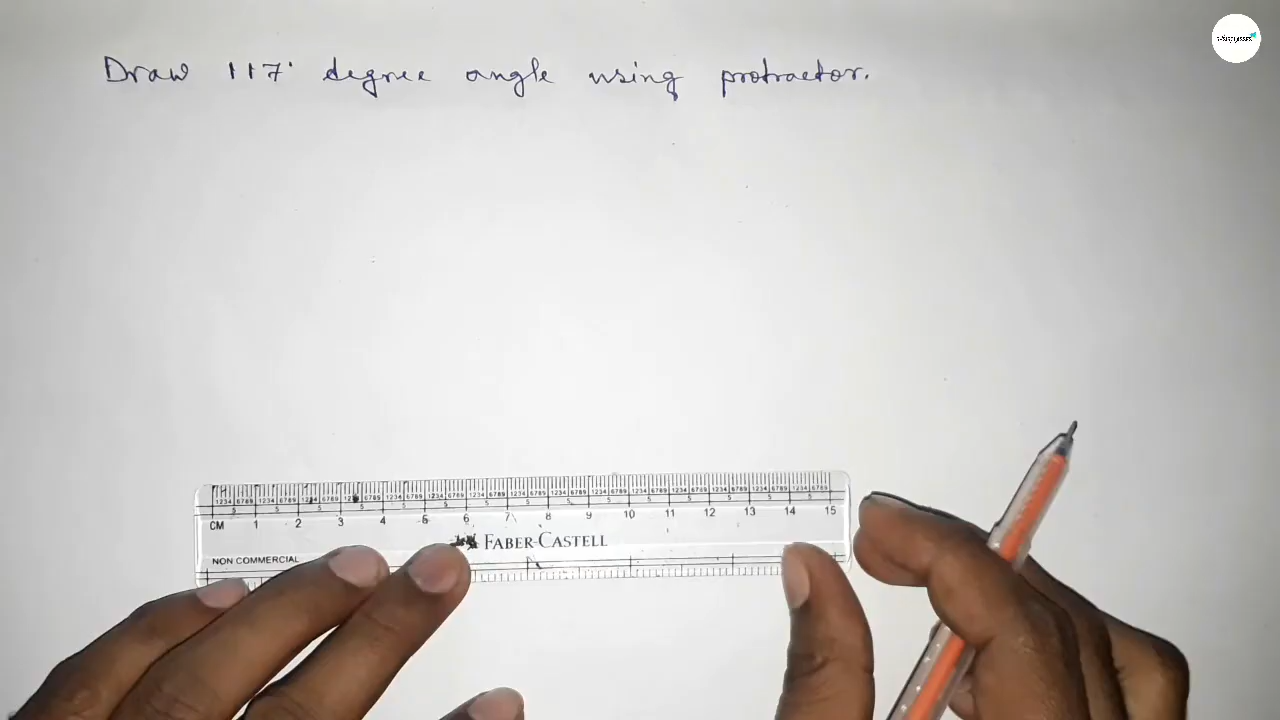 Draw 117° degree angle using protractor.
CM 1 2 3 4 5 6 7 8 9 10 11 12 13 14 15
FABER-CASTELL
NON COMMERCIAL